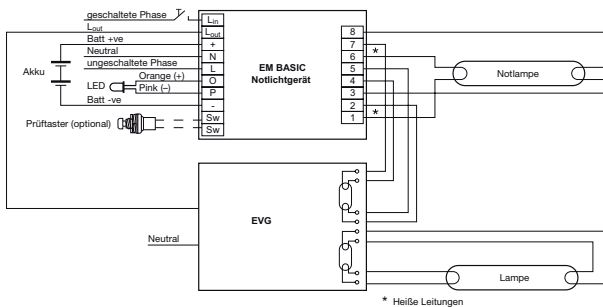 geschaltete Phase
Lout
Batt +ve
Neutral
ungeschaltete Phase
Akku
LED
Orange (+)
Pink (–)
Batt -ve
Prüftaster (optional)
Lin
Lout
+
N
L
O
P
-
Sw
Sw
EM BASIC
Notlichtgerät
8
7
6
5
4
3
2
1
*
*
Notlampe
EVG
Neutral
Lampe
* Heiße Leitungen